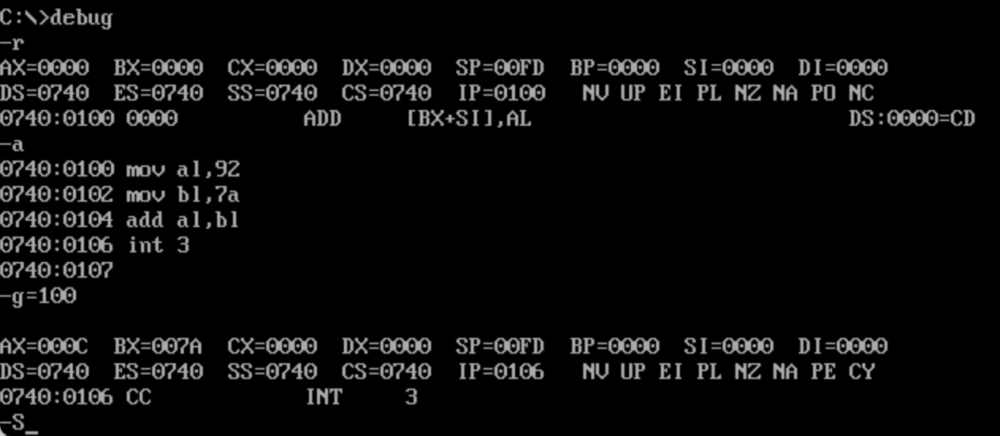 C:\>debug
-r
AX=0000 BX=0000 CX=0000 DX=0000 SP=00FD BP=0000 SI=0000 DI=0000
DS=0740 ES=0740 SS=0740 CS=0740 IP=0100 NV UP EI PL NZ NA PO NC
0740:0100 0000 ADD [BX+SI],AL DS:0000=CD
-a
0740:0100 mov al,92
0740:0102 mov bl,7a
0740:0104 add al,bl
0740:0106 int 3
0740:0107
-g=100
AX=000C BX=007A CX=0000 DX=0000 SP=00FD BP=0000 SI=0000 DI=0000
DS=0740 ES=0740 SS=0740 CS=0740 IP=0106 NV UP EI PL NZ NA PE CY
0740:0106 CC INT 3
-S_